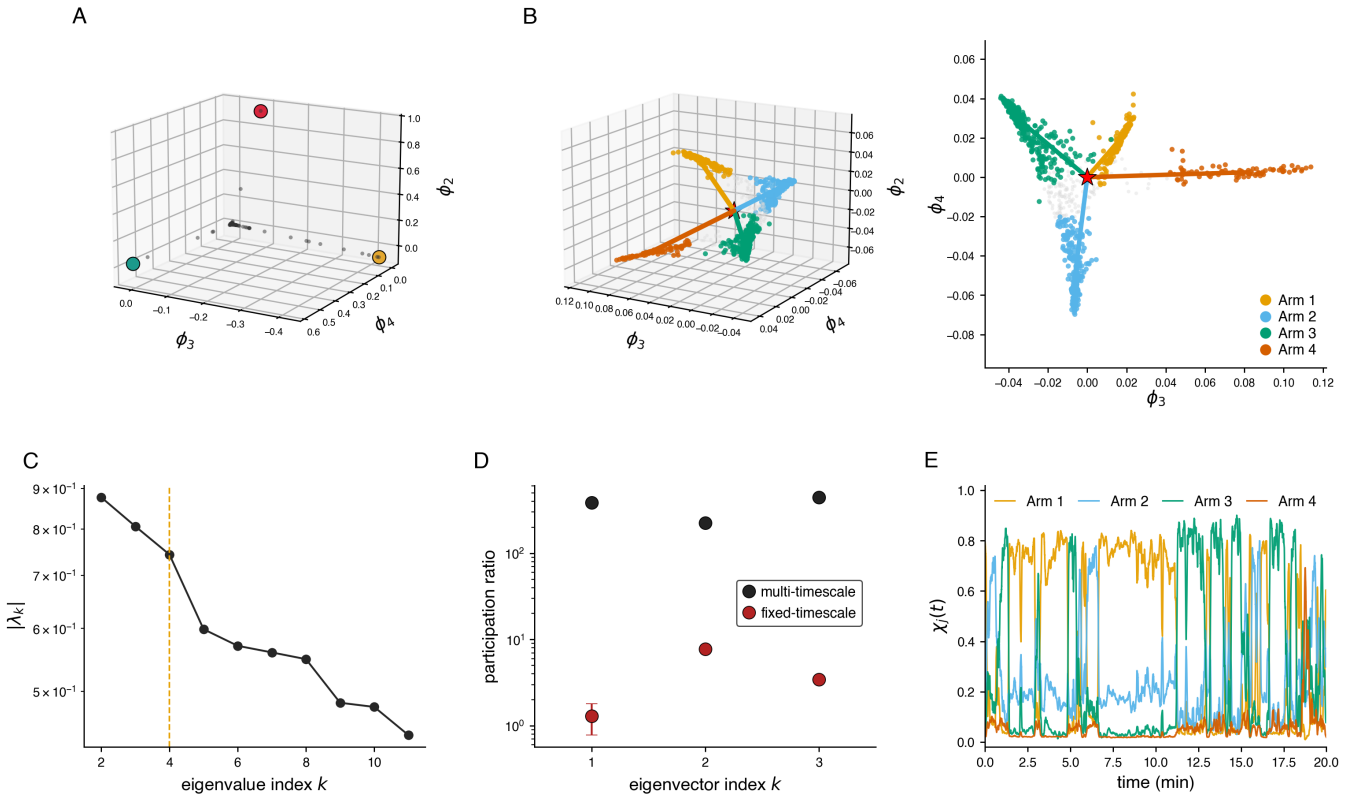 A
1.0
0.8
0.6
0.4
0.2
0.0
ϕ2
0.0
−0.1
−0.2
−0.3
−0.4
ϕ3
0.0
0.1
0.2
0.3
0.4
0.5
0.6
ϕ4
B
0.06
0.04
0.02
0.00
−0.02
−0.04
−0.06
ϕ2
0.12
0.10
0.08
0.06
0.04
0.02
0.00
−0.02
−0.04
ϕ3
−0.06
−0.04
−0.02
0.00
0.02
0.04
ϕ4
0.06
0.04
0.02
0.00
−0.02
−0.04
−0.06
−0.08
ϕ4
Arm 1
Arm 2
Arm 3
Arm 4
−0.04 −0.02 0.00 0.02 0.04 0.06 0.08 0.10 0.12
ϕ3
C
9 × 10⁻¹
8 × 10⁻¹
7 × 10⁻¹
6 × 10⁻¹
5 × 10⁻¹
|λk|
2 4 6 8 10
eigenvalue index k
D
10²
10¹
10⁰
participation ratio
multi-timescale
fixed-timescale
1 2 3
eigenvector index k
E
Arm 1 Arm 2 Arm 3 Arm 4
1.0
0.8
0.6
0.4
0.2
0.0
χj(t)
0.0 2.5 5.0 7.5 10.0 12.5 15.0 17.5 20.0
time (min)